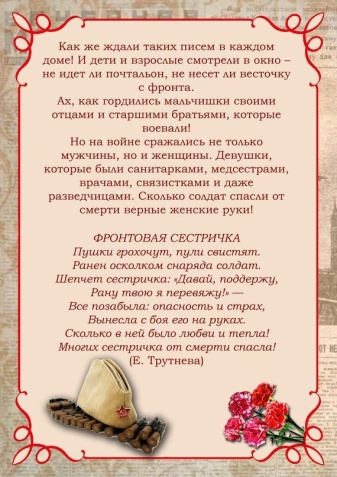 Как же ждали таких писем в каждом
доме! И дети и взрослые смотрели в окно –
не идет ли почтальон, не несет ли весточку
с фронта.
Ах, как гордились мальчишки своими
отцами и старшими братьями, которые
воевали!
Но на войне сражались не только
мужчины, но и женщины. Девушки,
которые были санитарками, медсестрами,
врачами, связистками и даже
разведчицами. Сколько солдат спасли от
смерти верные женские руки!
ФРОНТОВАЯ СЕСТРИЧКА
Пушки грохочут, пули свистят.
Ранен осколком снаряда солдат.
Шепчет сестричка: «Давай, поддержу,
Рану твою я перевяжу!» —
Все позабыла: опасность и страх,
Вынесла с боя его на руках.
Сколько в ней было любви и тепла!
Многих сестричка от смерти спасла!
(Е. Трутнева)